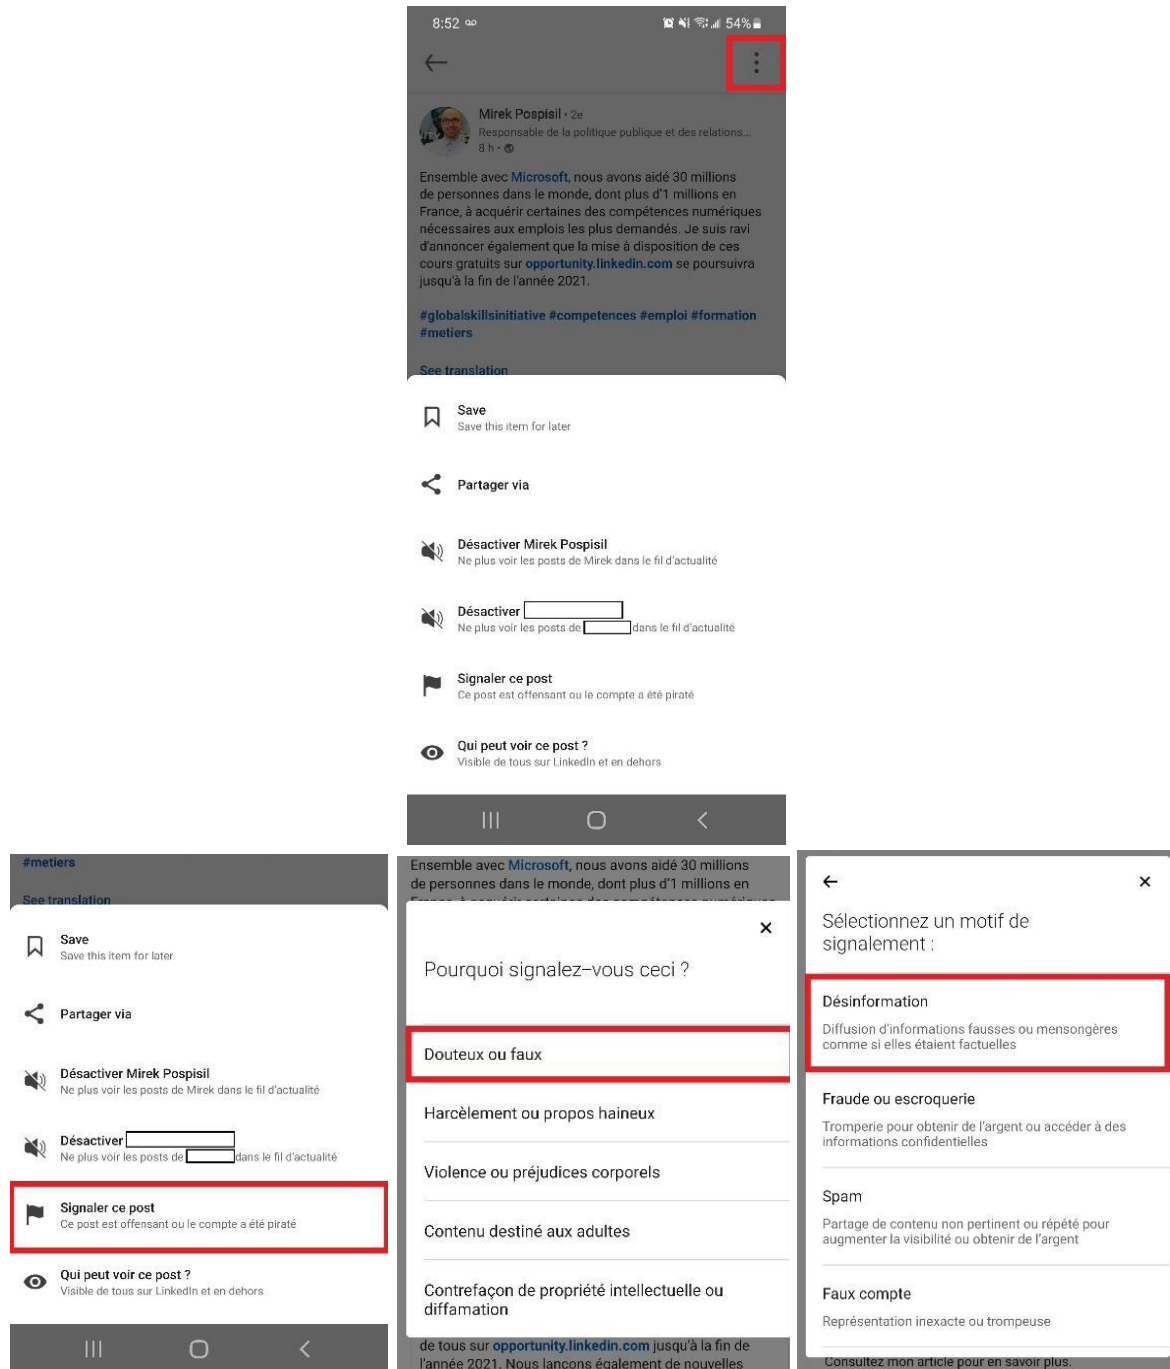 8:52
54%
Mirek Pospisil • 2e
Responsable de la politique publique et des relations...
8 h •
Ensemble avec Microsoft, nous avons aidé 30 millions
de personnes dans le monde, dont plus d'1 millions en
France, à acquérir certaines des compétences numériques
nécessaires aux emplois les plus demandés. Je suis ravi
d'annoncer également que la mise à disposition de ces
cours gratuits sur opportunity.linkedin.com se poursuivra
jusqu'à la fin de l'année 2021.
#globalskillsinitiative #competences #emploi #formation
#metiers
See translation
Save
Save this item for later
Partager via
Désactiver Mirek Pospisil
Ne plus voir les posts de Mirek dans le fil d'actualité
Désactiver
Ne plus voir les posts de dans le fil d'actualité
Signaler ce post
Ce post est offensant ou le compte a été piraté
Qui peut voir ce post ?
Visible de tous sur LinkedIn et en dehors
#metiers
See translation
Save
Save this item for later
Partager via
Désactiver Mirek Pospisil
Ne plus voir les posts de Mirek dans le fil d'actualité
Désactiver
Ne plus voir les posts de dans le fil d'actualité
Signaler ce post
Ce post est offensant ou le compte a été piraté
Qui peut voir ce post ?
Visible de tous sur LinkedIn et en dehors
Ensemble avec Microsoft, nous avons aidé 30 millions
de personnes dans le monde, dont plus d'1 millions en
Pourquoi signalez-vous ceci ?
Douteux ou faux
Harcèlement ou propos haineux
Violence ou préjudices corporels
Contenu destiné aux adultes
Contrefaçon de propriété intellectuelle ou
diffamation
de tous sur opportunity.linkedin.com jusqu'à la fin de
l'année 2021. Nous lançons également de nouvelles
Sélectionnez un motif de
signalement :
Désinformation
Diffusion d'informations fausses ou mensongères
comme si elles étaient factuelles
Fraude ou escroquerie
Tromperie pour obtenir de l'argent ou accéder à des
informations confidentielles
Spam
Partage de contenu non pertinent ou répété pour
augmenter la visibilité ou obtenir de l'argent
Faux compte
Représentation inexacte ou trompeuse
Consultez mon article pour en savoir plus.